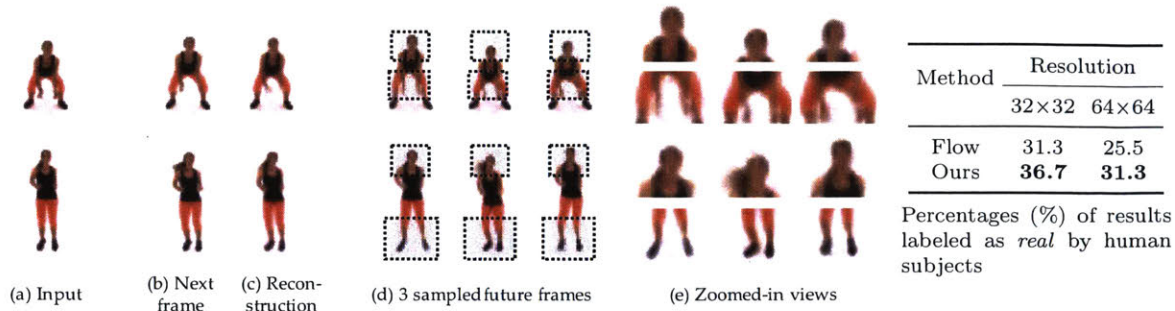 (a) Input
(b) Next
frame
(c) Recon-
struction
(d) 3 sampled future frames
(e) Zoomed-in views
Method Resolution
32×32 64×64
Flow 31.3 25.5
Ours 36.7 31.3
Percentages (%) of results
labeled as real by human
subjects